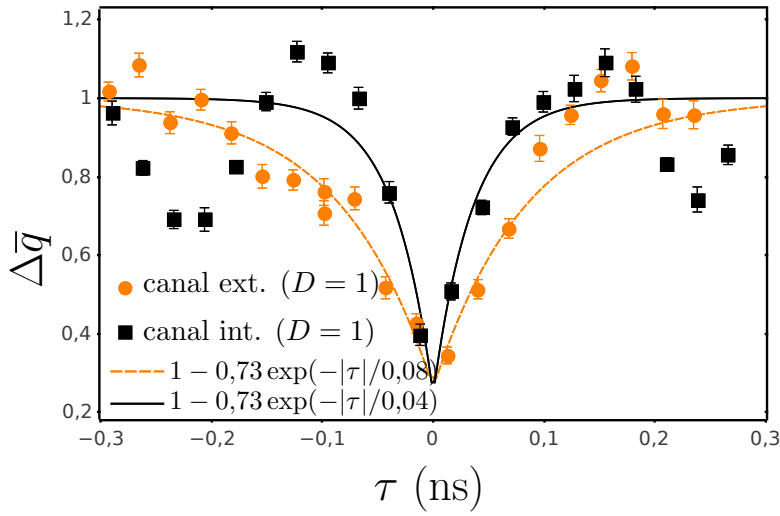 1,2
1
0,8
0,6
0,4
0,2
Δq̅
canal ext. (D = 1)
canal int. (D = 1)
1 − 0,73 exp(−|τ|/0,08)
1 − 0,73 exp(−|τ|/0,04)
−0,3 −0,2 −0,1 0 0,1 0,2 0,3
τ (ns)